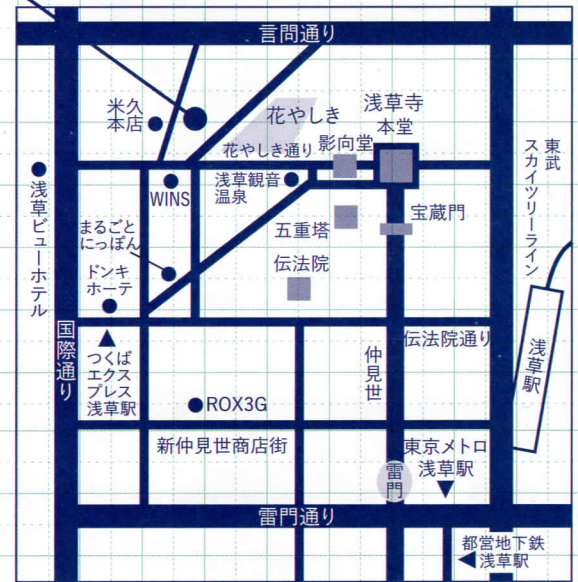 言問通り
米久
本店
花やしき
浅草寺
本堂
影向堂
花やしき通り
東武
スカイツリーライン
浅草ビューホテル
WINS
浅草観音
温泉
まるごと
にっぽん
五重塔
宝蔵門
ドンキ
ホーテ
伝法院
国際通り
つくば
エクス
プレス
浅草駅
仲見世
伝法院通り
浅草駅
ROX3G
新仲見世商店街
東京メトロ
浅草駅
雷門
雷門通り
都営地下鉄
浅草駅